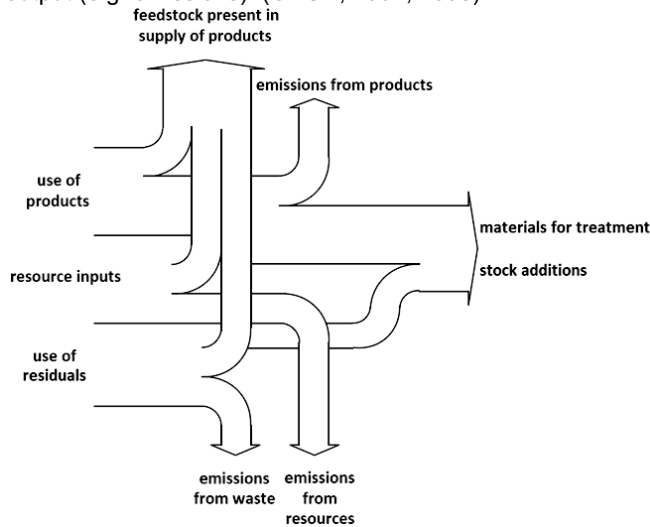 feedstock present in
supply of products
emissions from products
use of
products
materials for treatment
resource inputs
stock additions
use of
residuals
emissions
from waste
emissions
from
resources